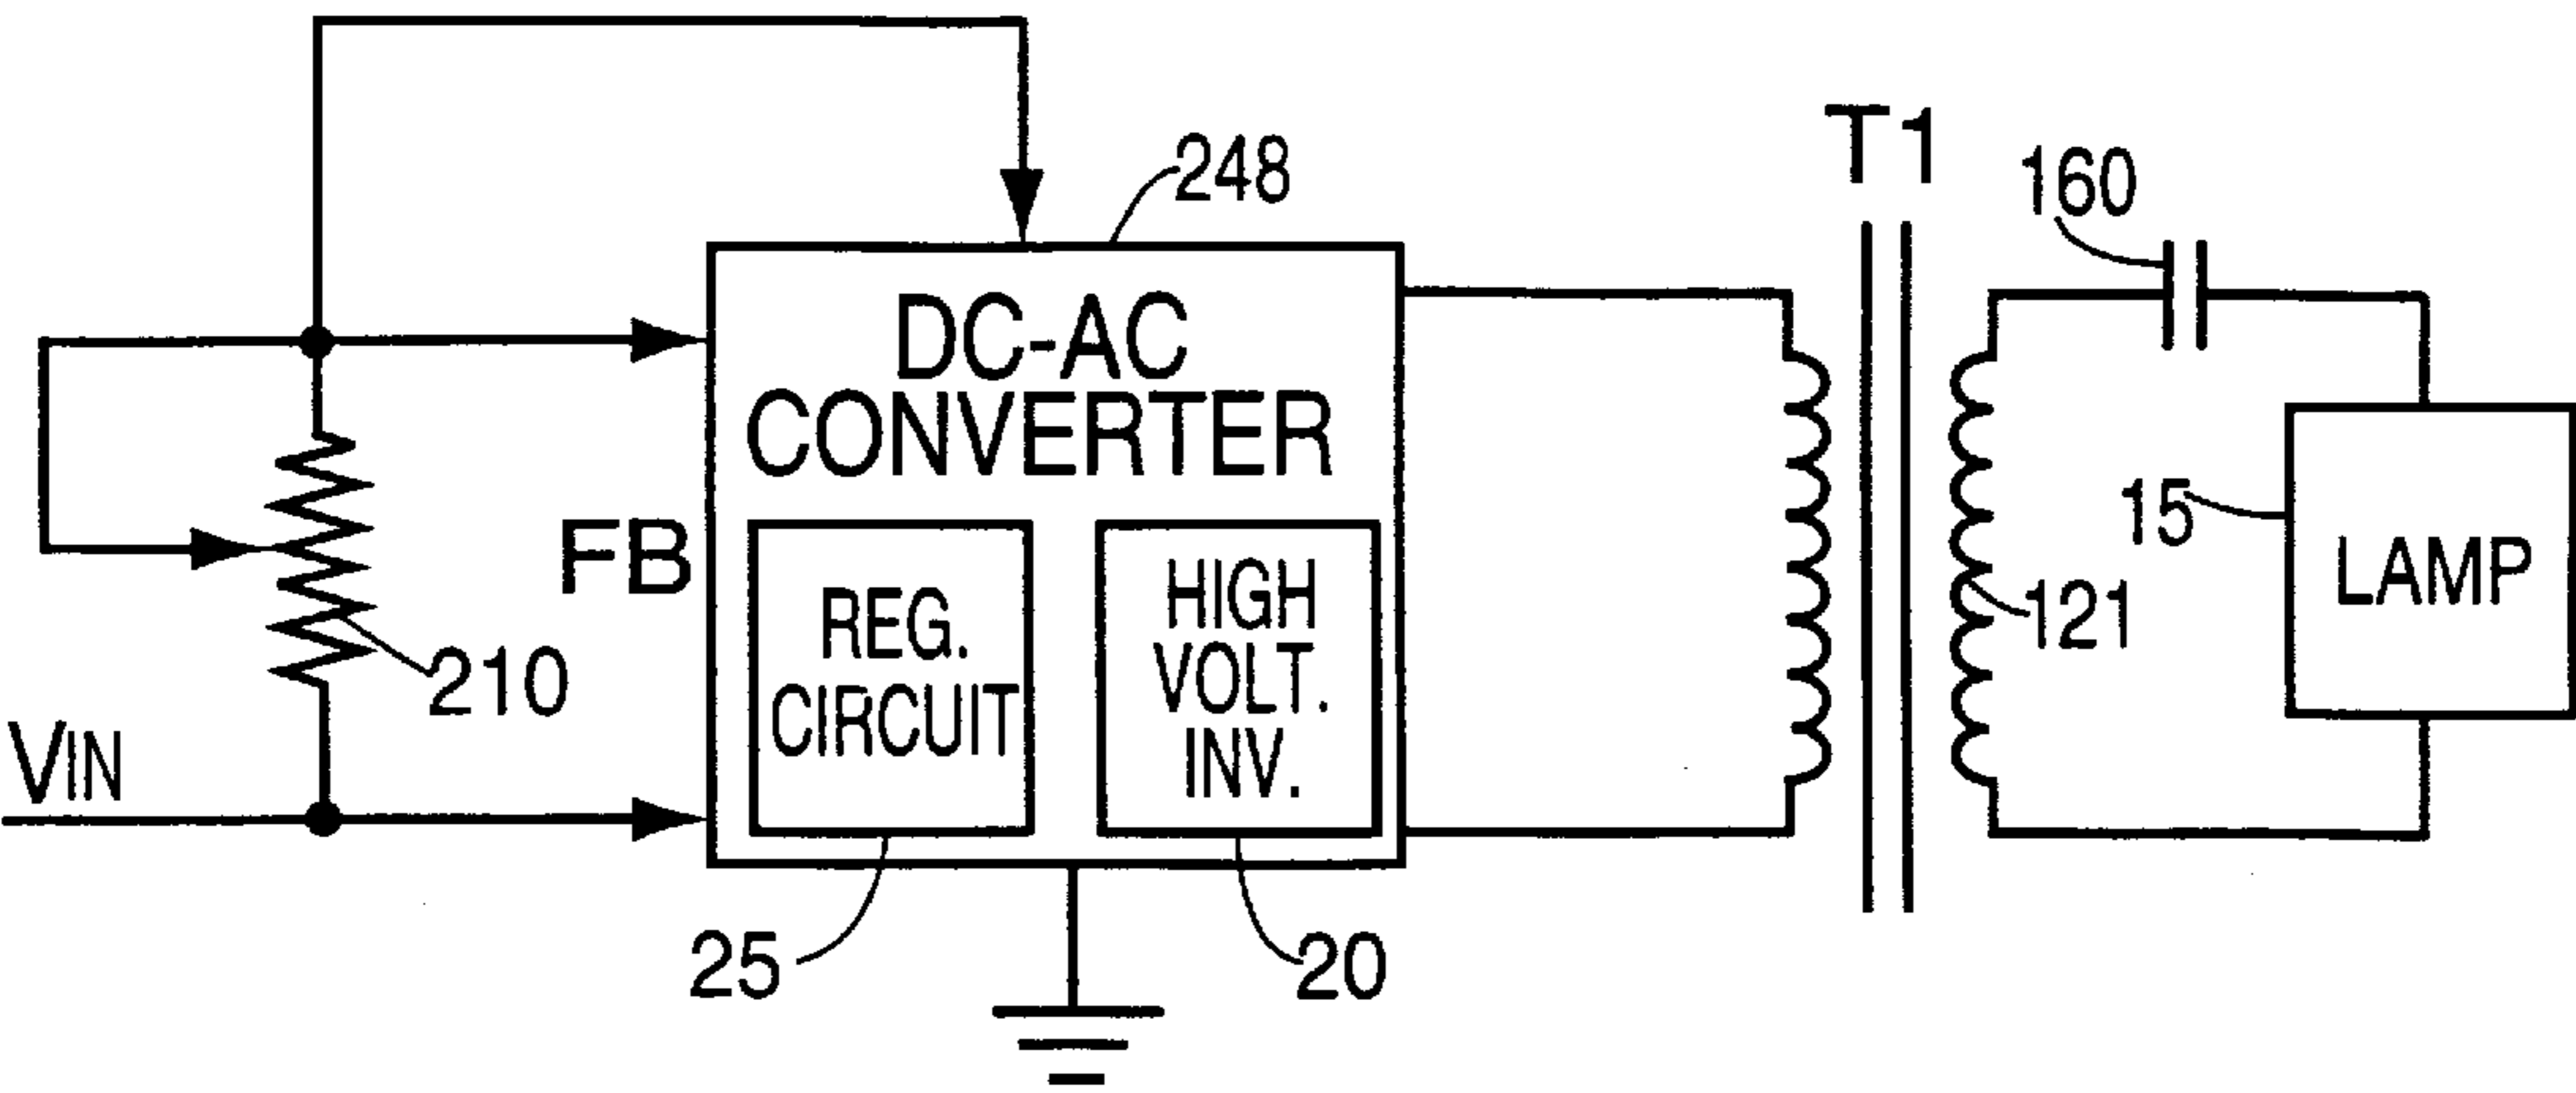 T1
248
160
DC-AC
CONVERTER
15
FB
REG.
CIRCUIT
HIGH
VOLT.
INV.
LAMP
121
210
VIN
25
20